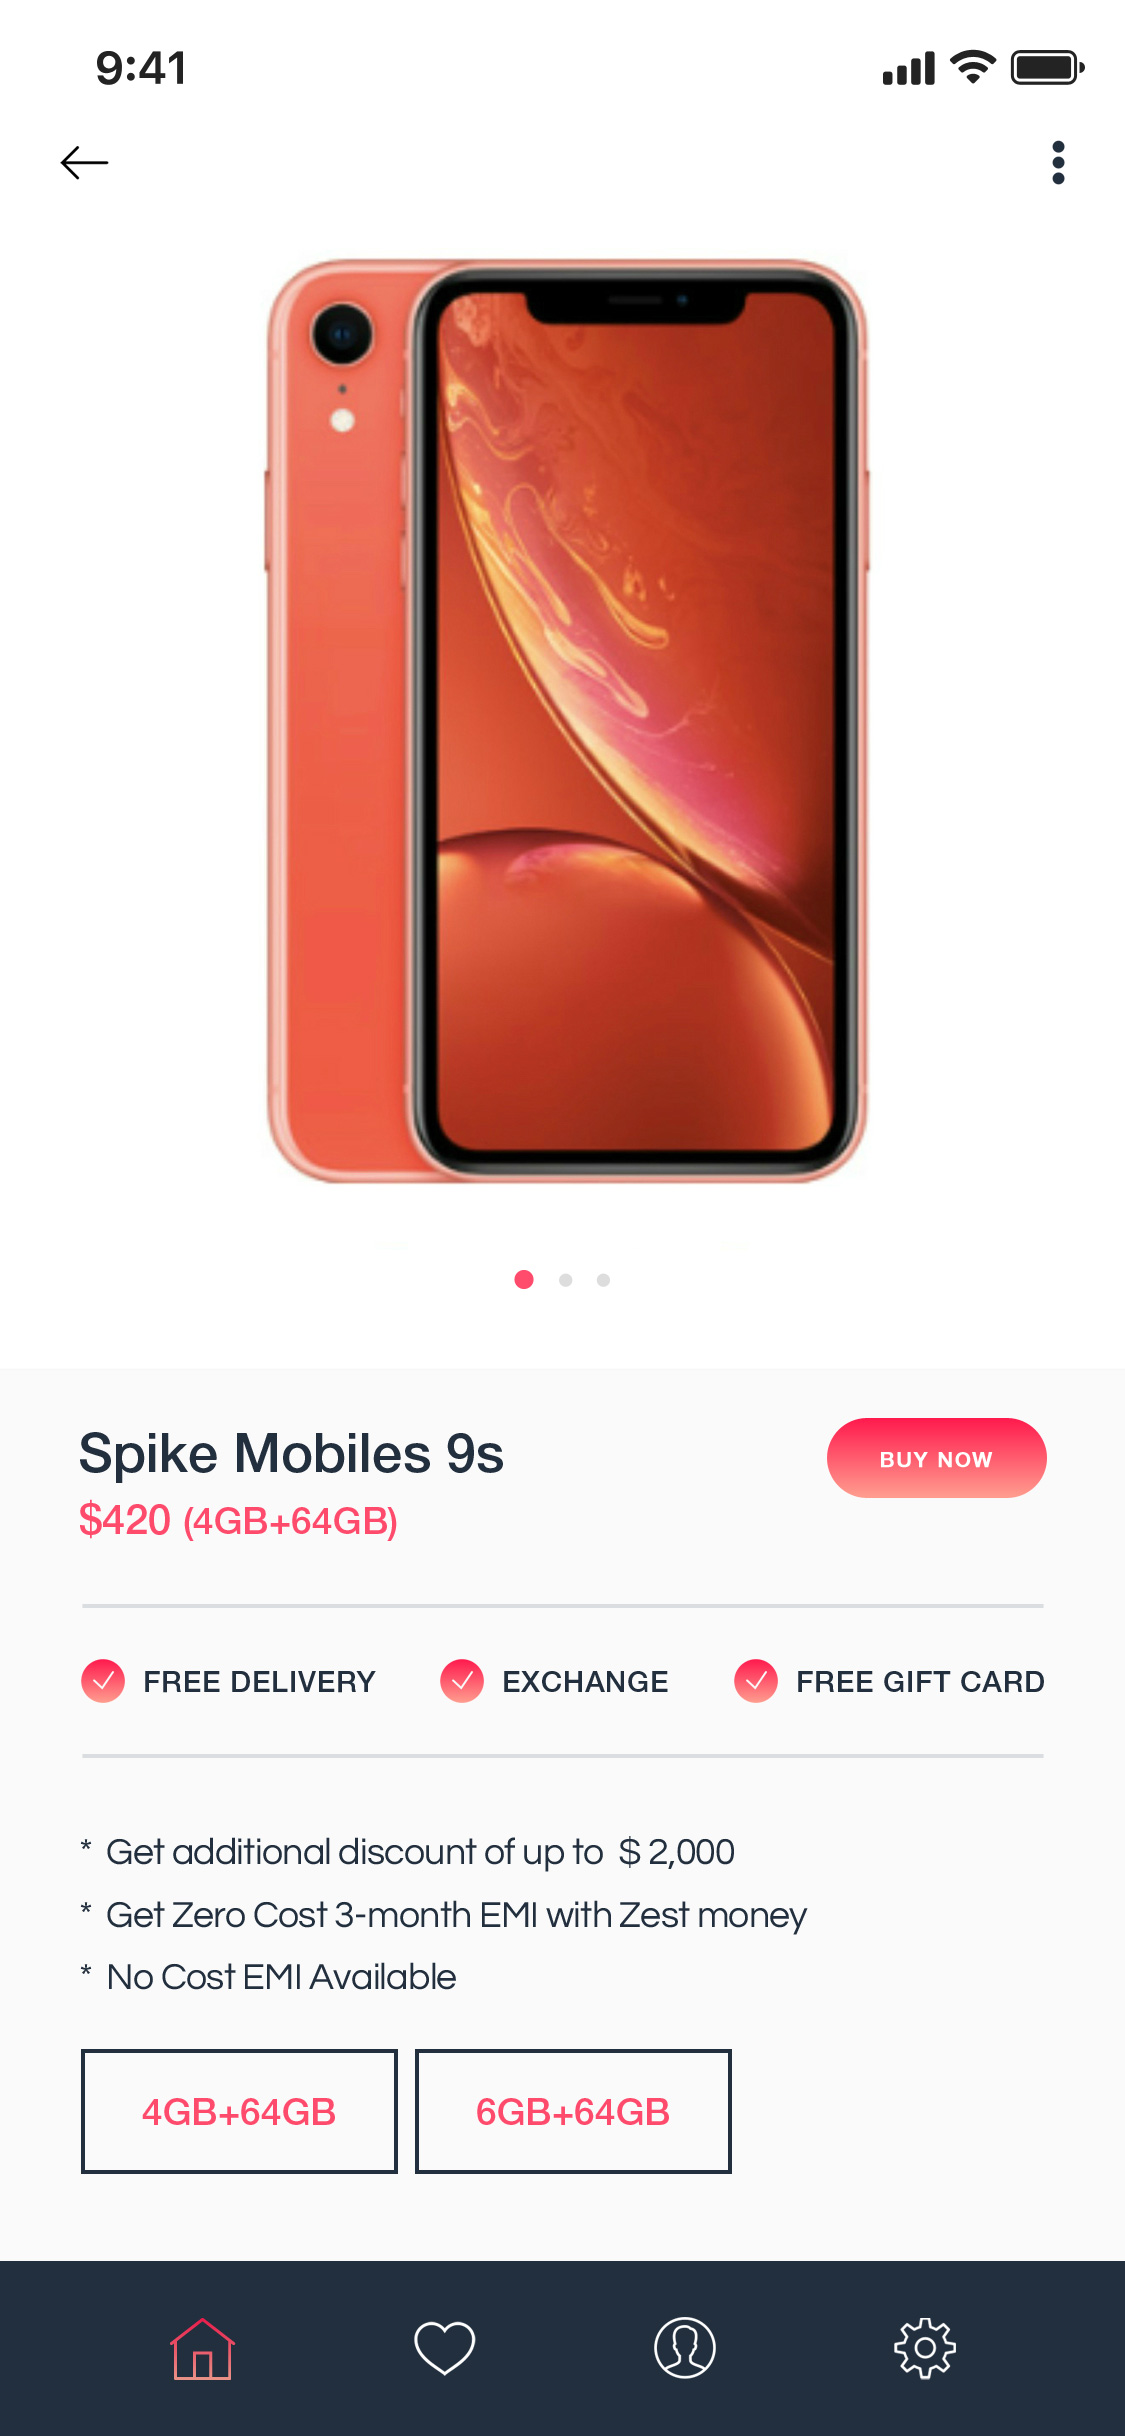 9:41
Spike Mobiles 9s
BUY NOW
$420 (4GB+64GB)
FREE DELIVERY EXCHANGE FREE GIFT CARD
* Get additional discount of up to $ 2,000
* Get Zero Cost 3-month EMI with Zest money
* No Cost EMI Available
4GB+64GB 6GB+64GB